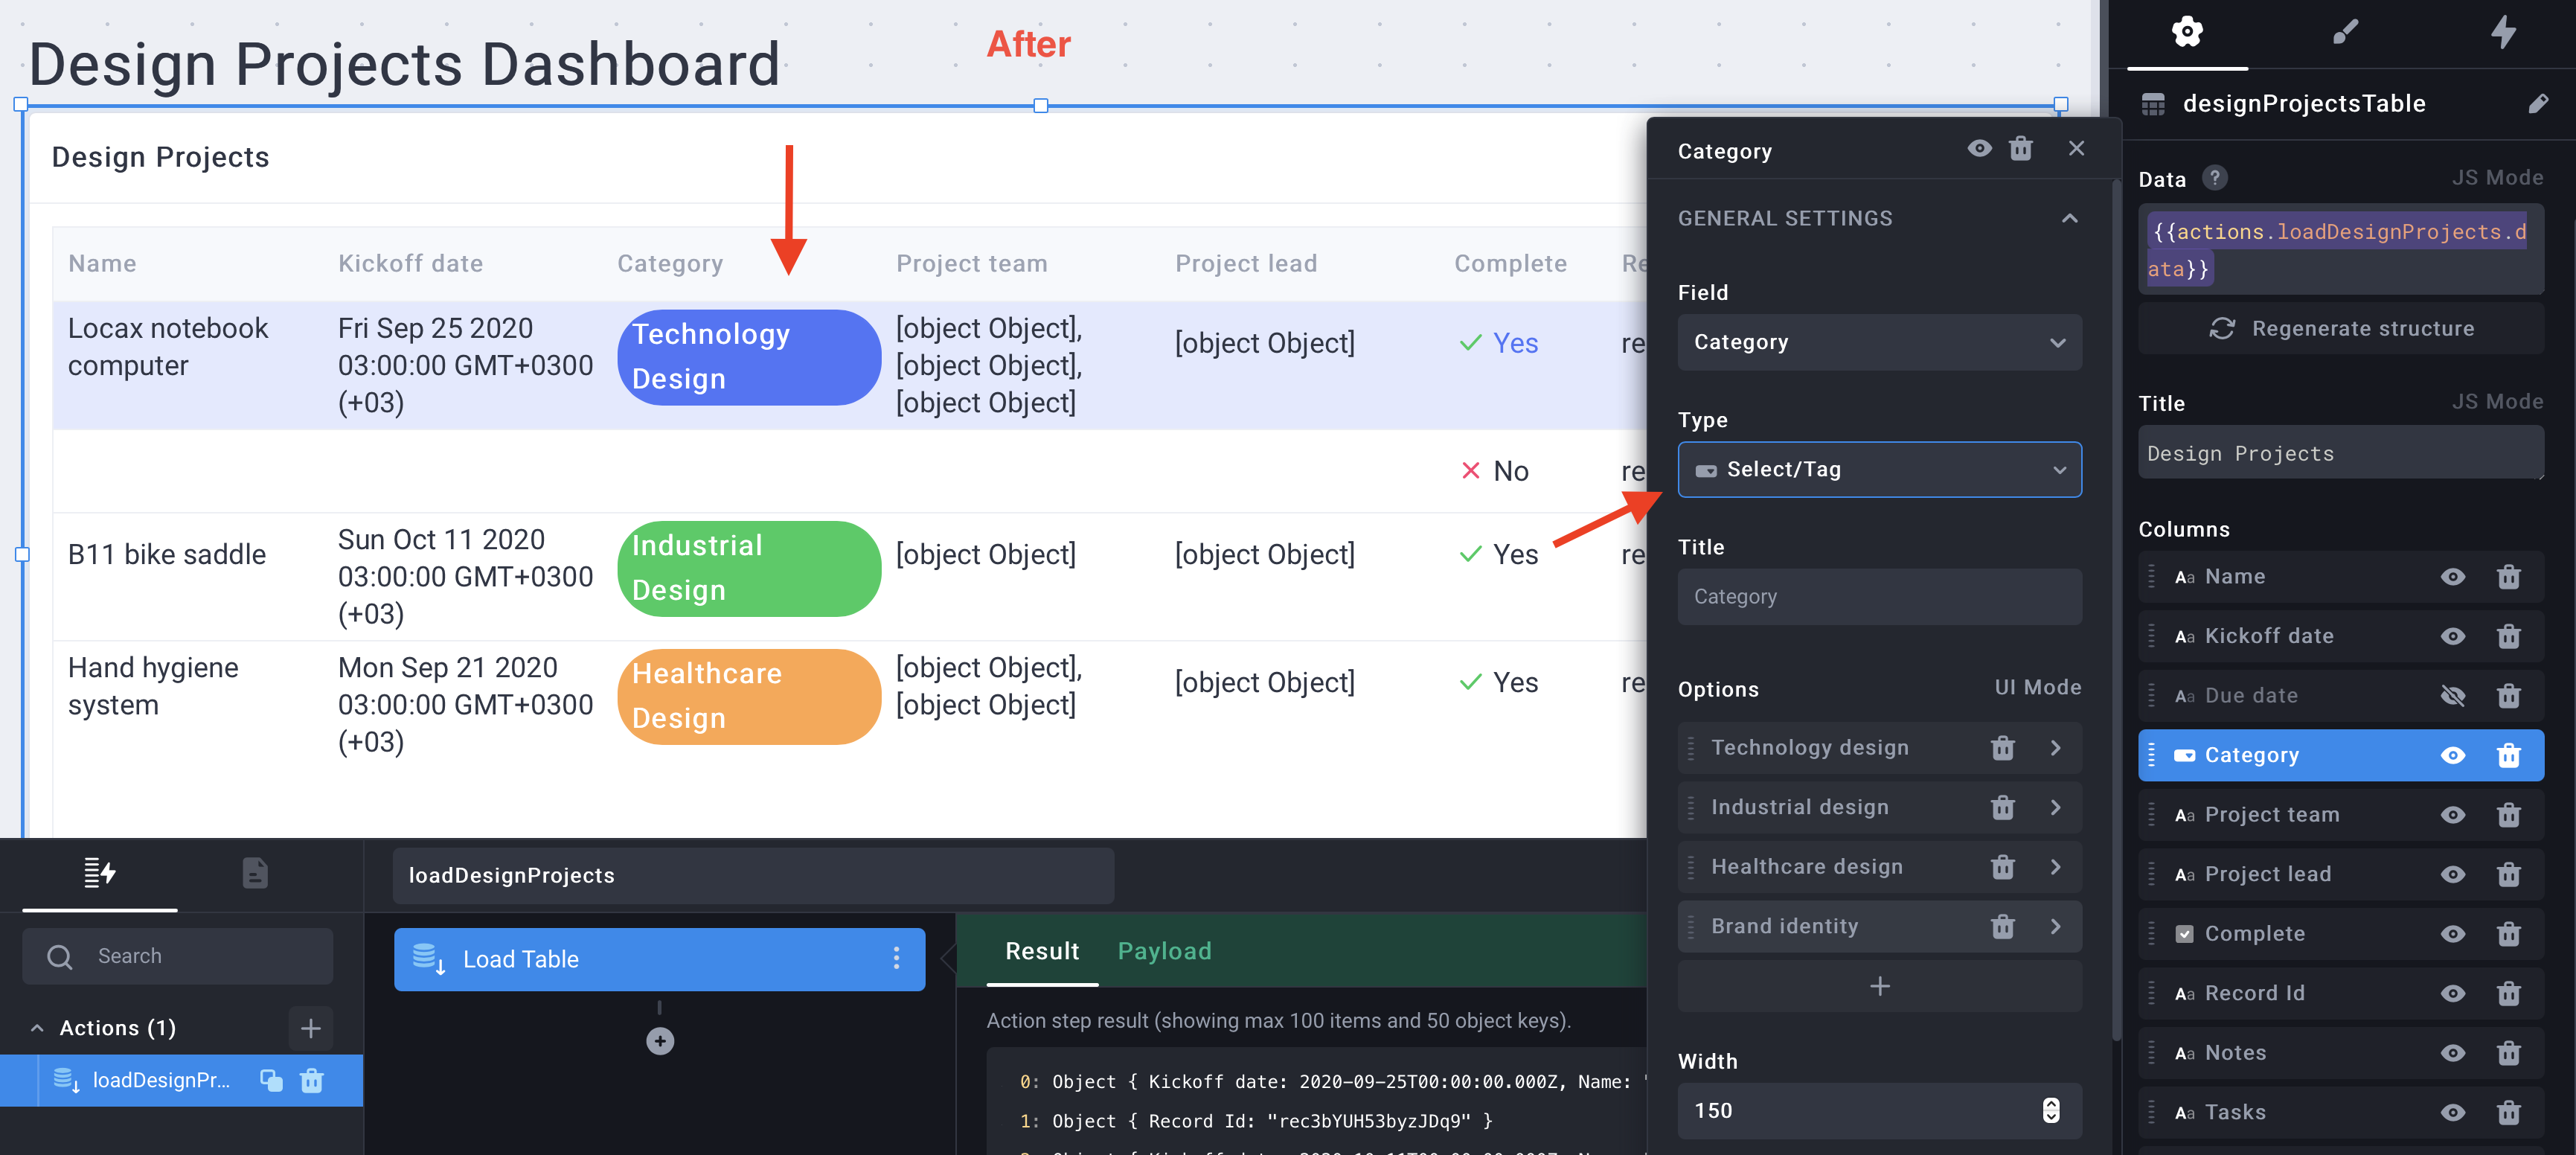 Design Projects Dashboard
After
Design Projects
Name Kickoff date Category Project team Project lead Complete Re
Locax notebook computer
Fri Sep 25 2020 03:00:00 GMT+0300 (+03)
Technology Design
[object Object], [object Object], [object Object]
[object Object]
Yes
re
No
re
B11 bike saddle
Sun Oct 11 2020 03:00:00 GMT+0300 (+03)
Industrial Design
[object Object]
[object Object]
Yes
re
Hand hygiene system
Mon Sep 21 2020 03:00:00 GMT+0300 (+03)
Healthcare Design
[object Object], [object Object]
[object Object]
Yes
re
Category
GENERAL SETTINGS
Field
Category
Type
Select/Tag
Title
Category
Options UI Mode
Technology design
Industrial design
Healthcare design
Brand identity
Width
150
designProjectsTable
Data ? JS Mode
{{actions.loadDesignProjects.d
ata}}
Regenerate structure
Title JS Mode
Design Projects
Columns
Aa Name
Aa Kickoff date
Aa Due date
Category
Aa Project team
Aa Project lead
Complete
Aa Record Id
Aa Notes
Aa Tasks
Search
Actions (1)
loadDesignPr...
loadDesignProjects
Load Table
Result Payload
Action step result (showing max 100 items and 50 object keys).
0: Object { Kickoff date: 2020-09-25T00:00:00.000Z, Name: "
1: Object { Record Id: "rec3bYUH53byzJDq9" }